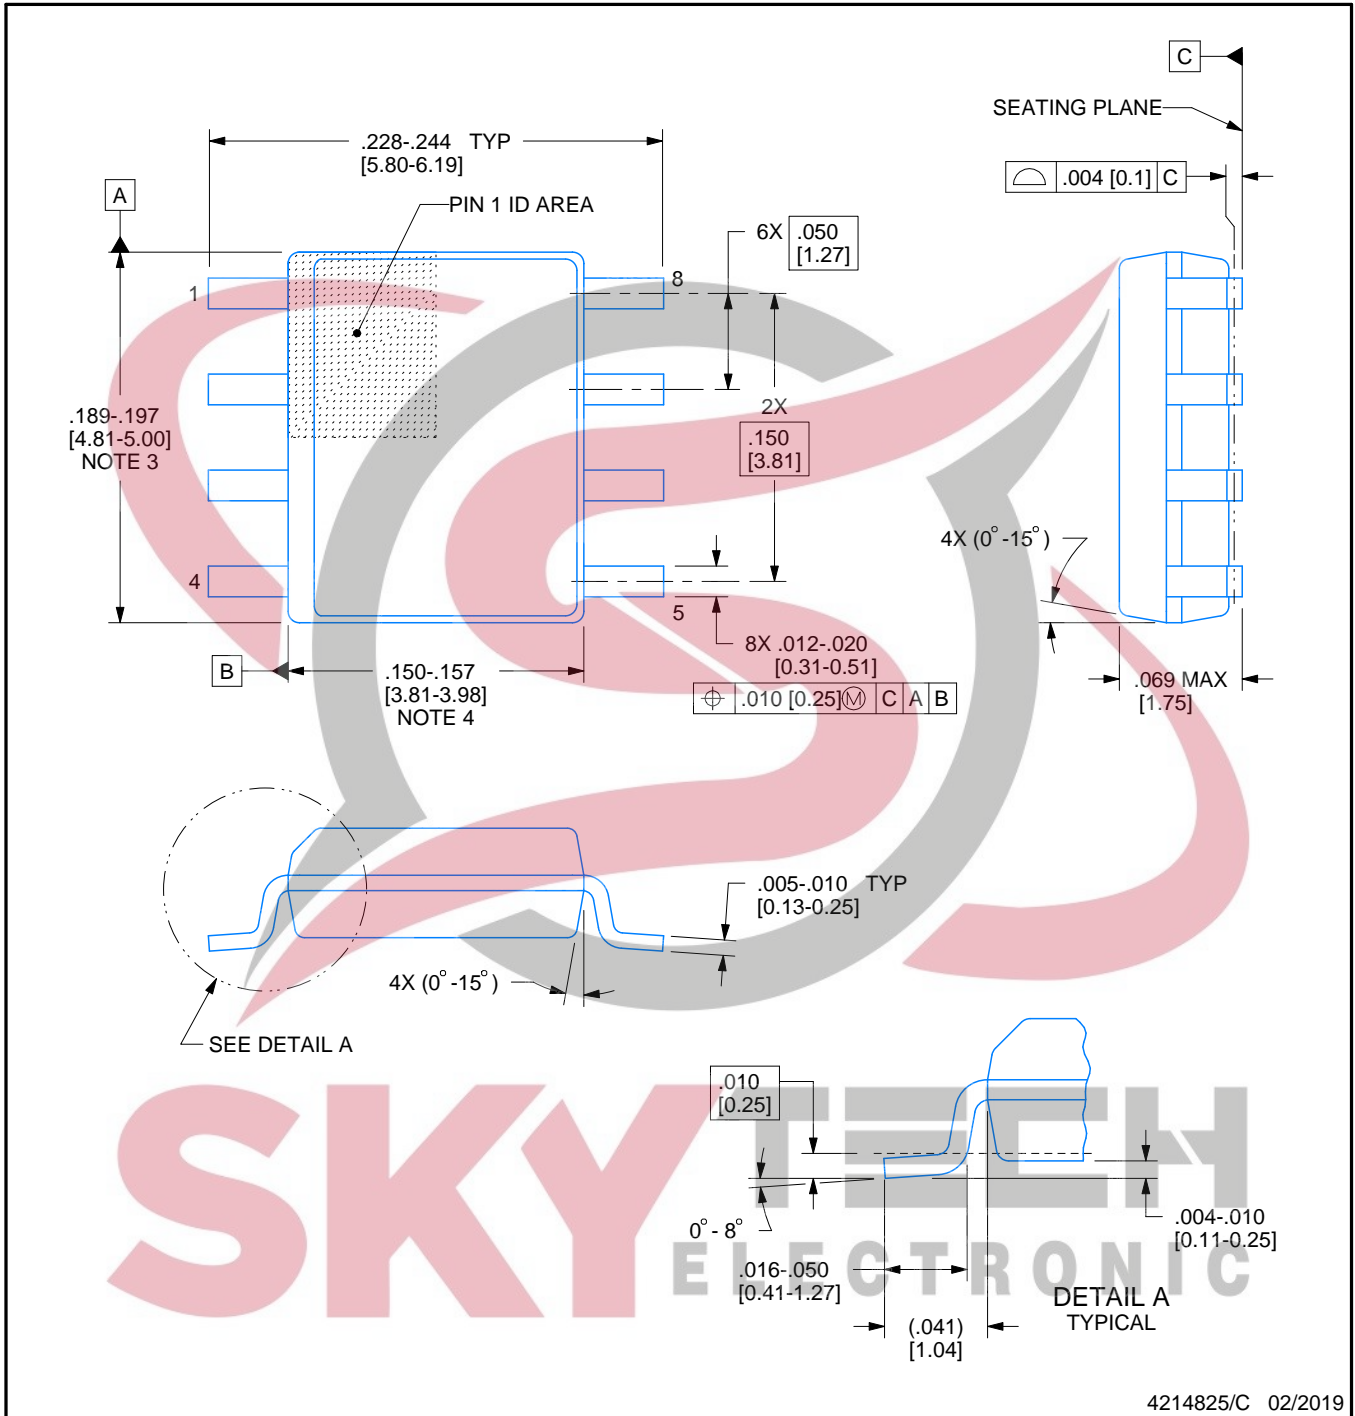 C
SEATING PLANE
.004 [0.1] C
.228-.244 TYP
[5.80-6.19]
A
PIN 1 ID AREA
6X .050
[1.27]
1
8
2X
.150
[3.81]
.189-.197
[4.81-5.00]
NOTE 3
4X (0°-15°)
4
5
8X .012-.020
[0.31-0.51]
.010 [0.25] Ⓜ C A B
B
.150-.157
[3.81-3.98]
NOTE 4
.069 MAX
[1.75]
.005-.010 TYP
[0.13-0.25]
4X (0°-15°)
SEE DETAIL A
.010
[0.25]
0°- 8°
.004-.010
[0.11-0.25]
.016-.050
[0.41-1.27]
DETAIL A
TYPICAL
(.041)
[1.04]
SKYTECH
ELECTRONIC
4214825/C 02/2019